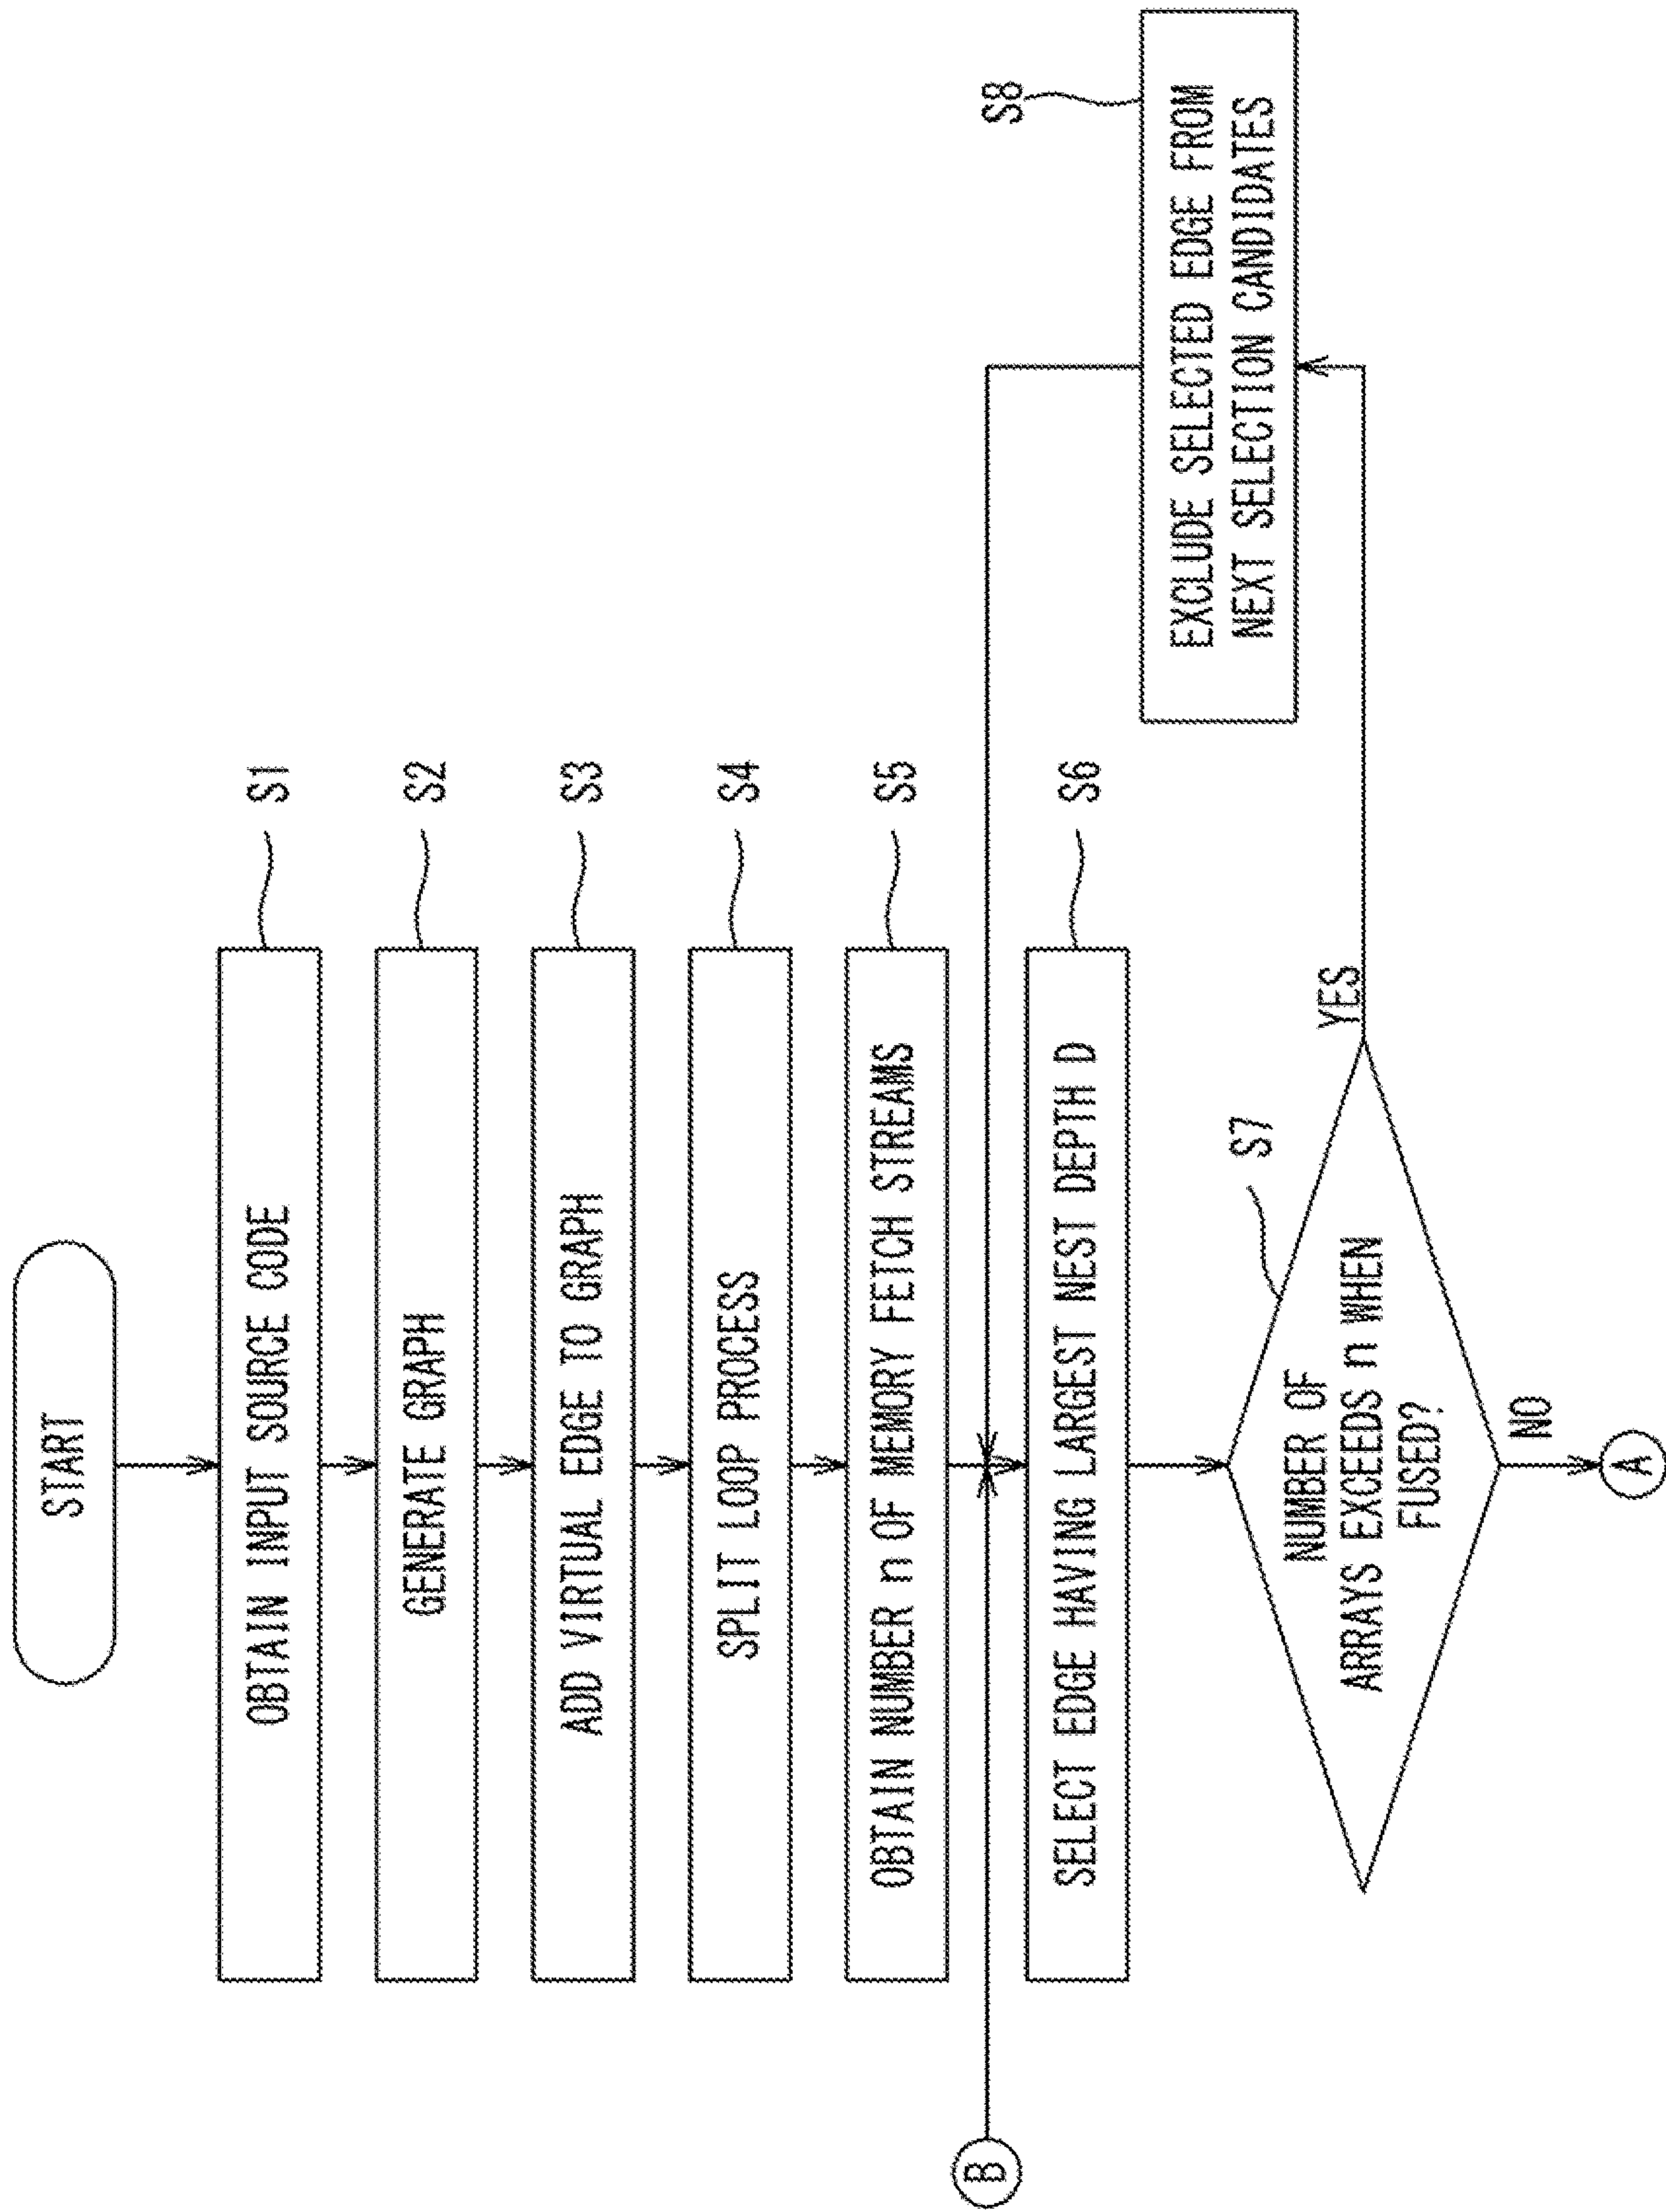 START
OBTAIN INPUT SOURCE CODE
S1
GENERATE GRAPH
S2
ADD VIRTUAL EDGE TO GRAPH
S3
SPLIT LOOP PROCESS
S4
OBTAIN NUMBER n OF MEMORY FETCH STREAMS
S5
B
SELECT EDGE HAVING LARGEST NEST DEPTH D
S6
S7
NUMBER OF
ARRAYS EXCEEDS n WHEN
FUSED?
YES
NO
A
S8
EXCLUDE SELECTED EDGE FROM
NEXT SELECTION CANDIDATES